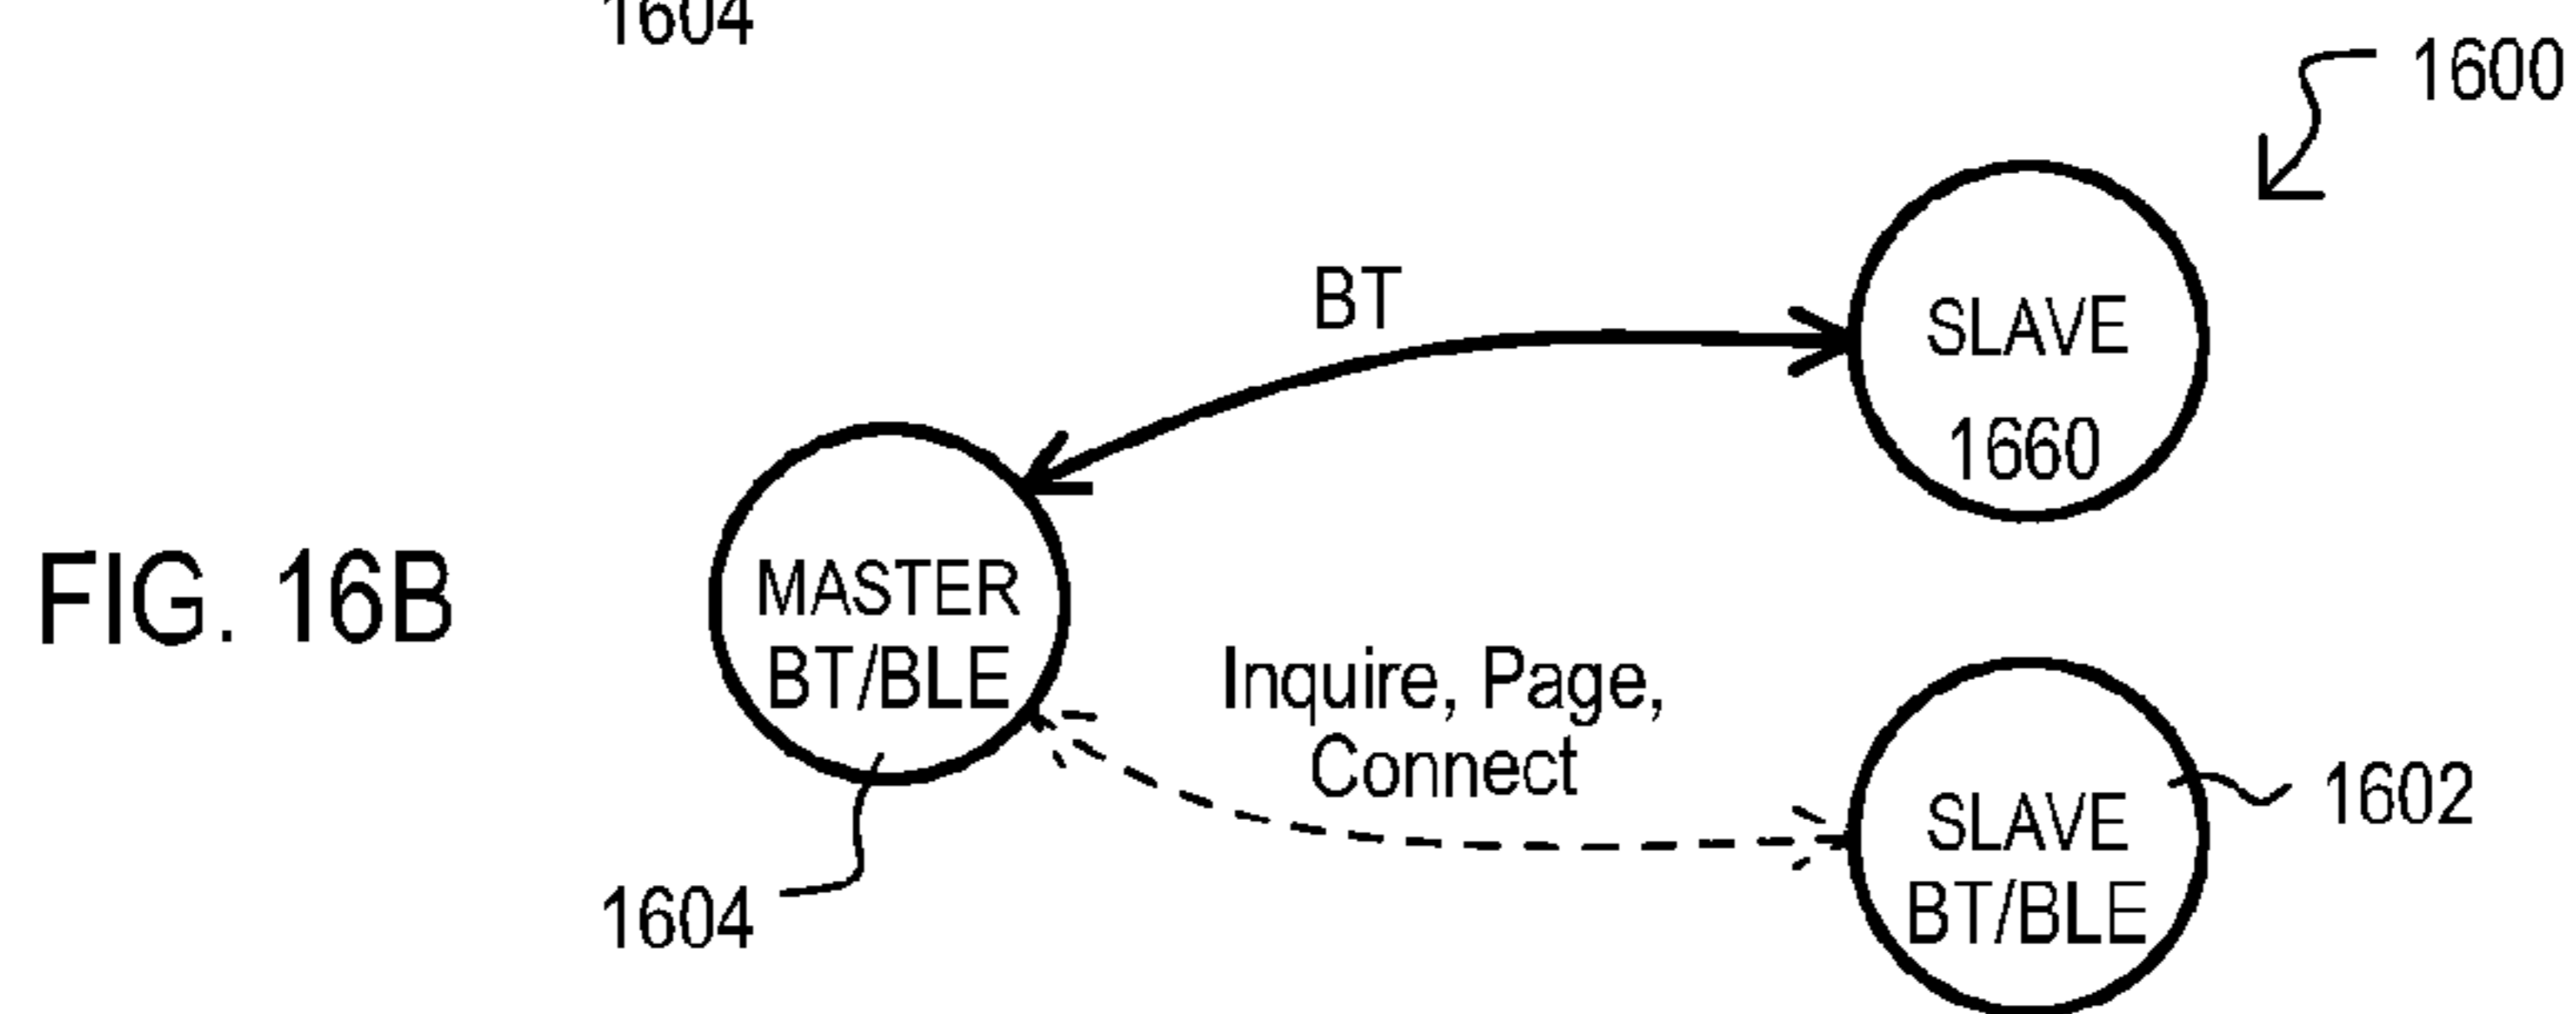 1604
1600
BT
SLAVE
1660
FIG. 16B
MASTER
BT/BLE
Inquire, Page,
Connect
1602
SLAVE
BT/BLE
1604